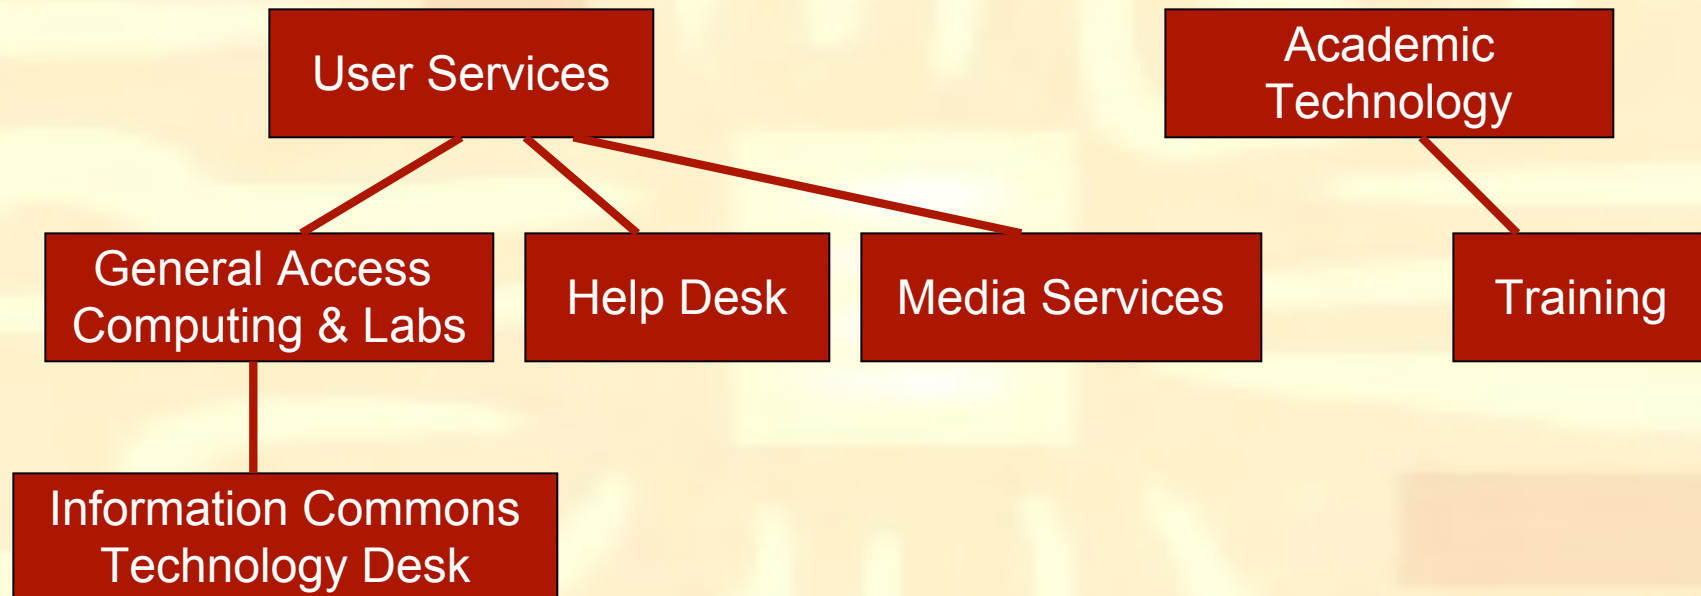 User Services
Academic
Technology
General Access
Computing & Labs
Help Desk
Media Services
Training
Information Commons
Technology Desk